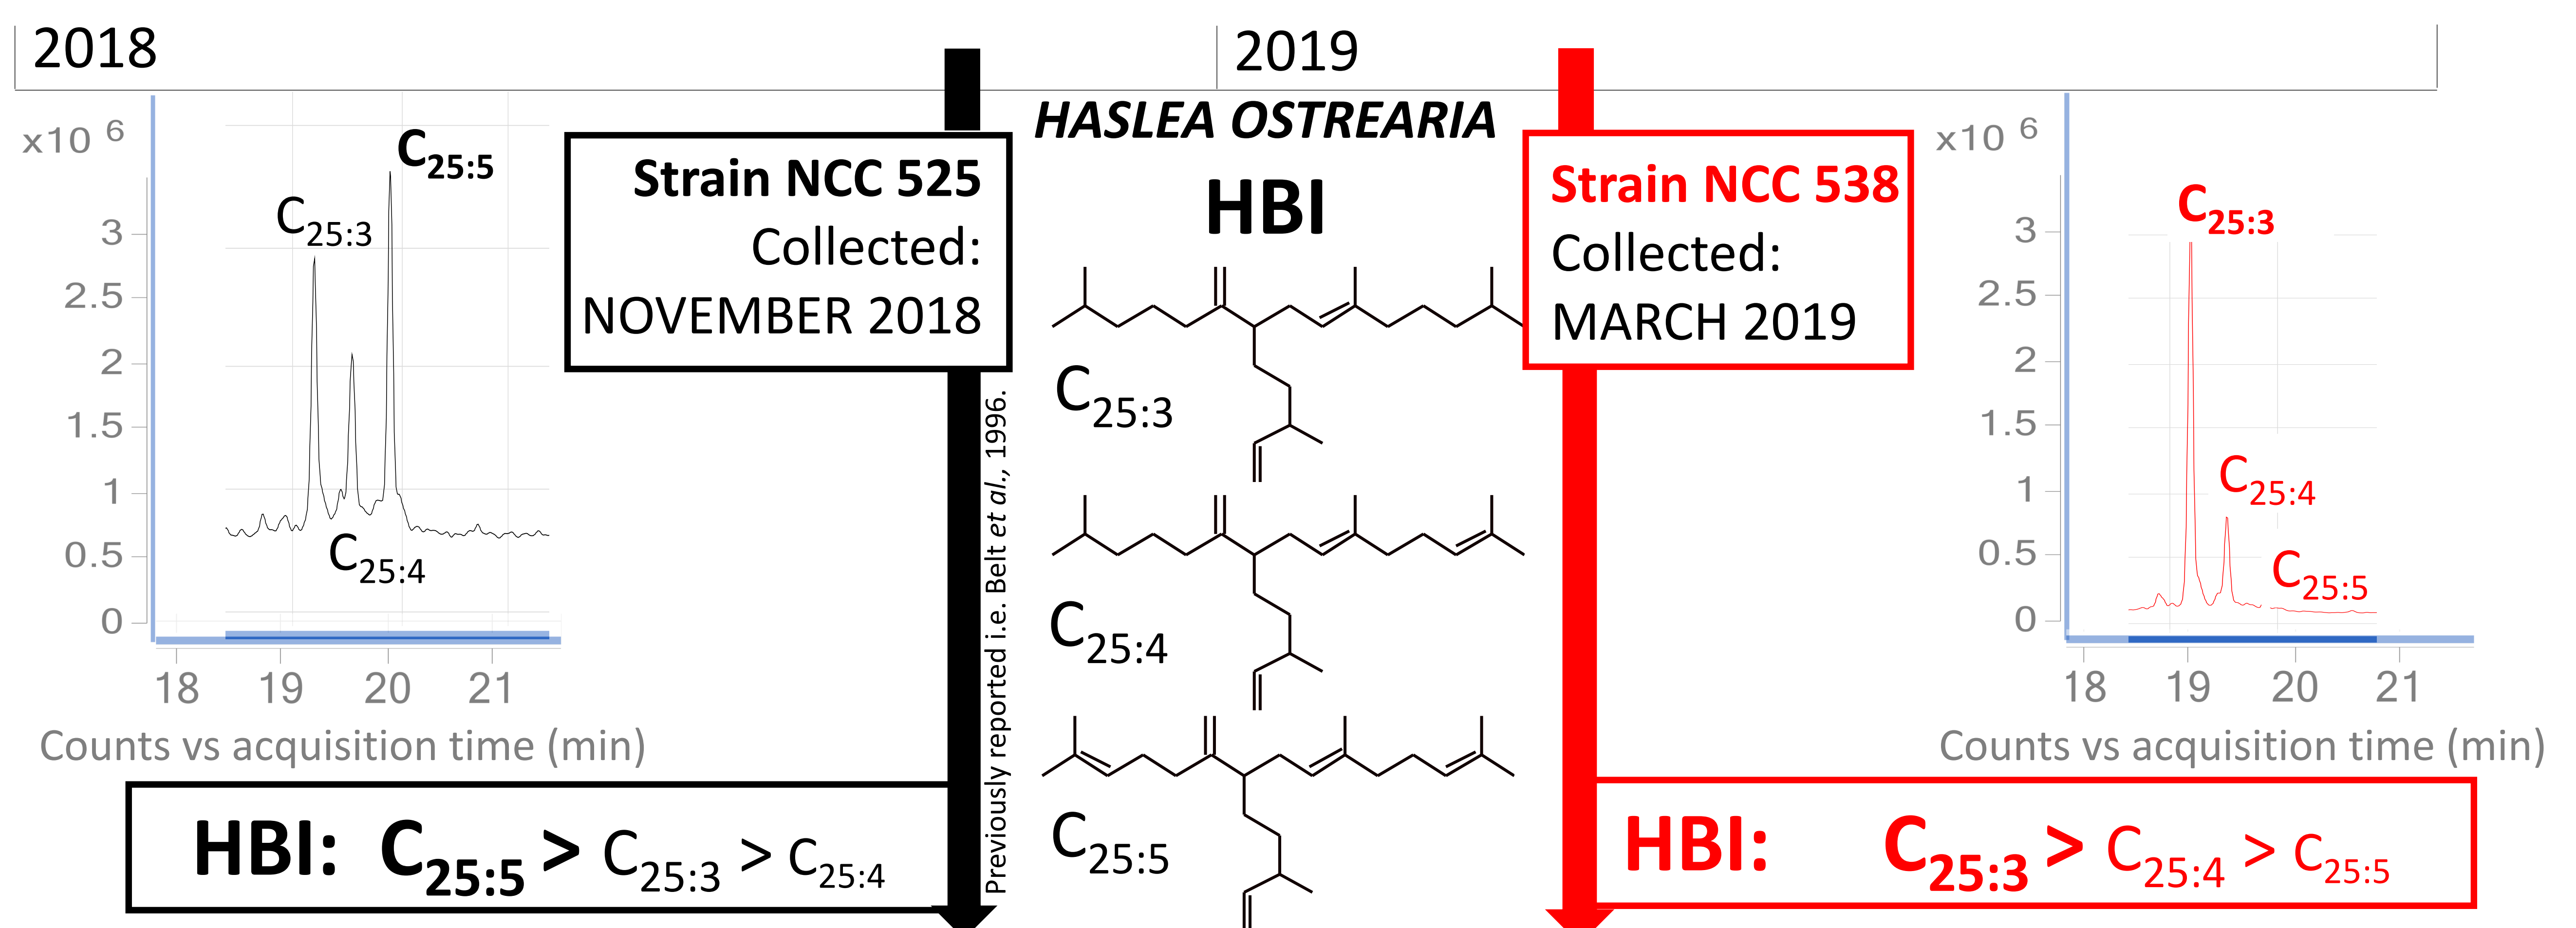 2018
2019
x10 6
3
2.5
2
1.5
1
0.5
0
C25:3
C25:5
C25:4
18 19 20 21
Counts vs acquisition time (min)
Strain NCC 525
Collected:
NOVEMBER 2018
HBI: C25:5 > C25:3 > C25:4
Previously reported i.e. Belt et al., 1996.
HASLEA OSTREARIA
HBI
C25:3
C25:4
C25:5
Strain NCC 538
Collected:
MARCH 2019
x10 6
3
2.5
2
1.5
1
0.5
0
C25:3
C25:4
C25:5
18 19 20 21
Counts vs acquisition time (min)
HBI: C25:3 > C25:4 > C25:5